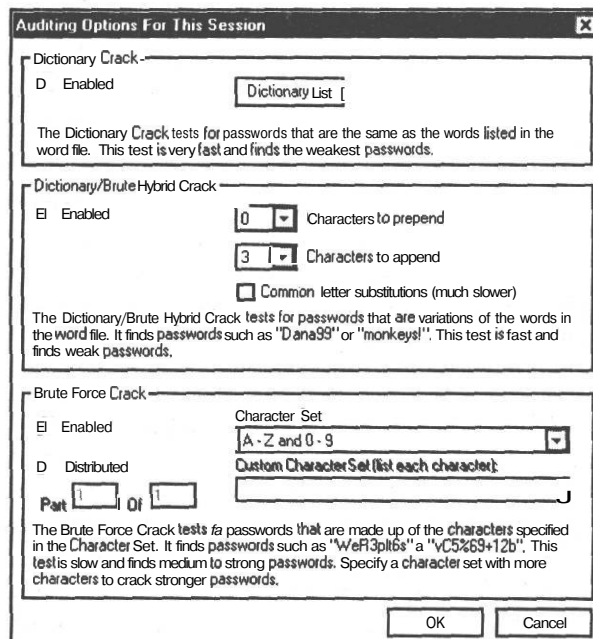 Auditing Options For This Session
Dictionary Crack
D Enabled
Dictionary List [
The Dictionary Crack tests for passwords that are the same as the words listed in the
word file. This test is very fast and finds the weakest passwords.
Dictionary/Brute Hybrid Crack
El Enabled
0 Characters to prepend
3 Characters to append
Common letter substitutions (much slower)
The Dictionary/Brute Hybrid Crack tests for passwords that are variations of the words in
the word file. It finds passwords such as "Dana99" or "monkeys!". This test is fast and
finds weak passwords.
Brute Force Crack
El Enabled
Character Set
A - Z and 0 - 9
D Distributed
Custom Character Set (list each character):
Part 1 Of 1
The Brute Force Crack tests fa passwords that are made up of the characters specified
in the Character Set. It finds passwords such as "WeR3plt6s" a "vC5%69+12b". This
test is slow and finds medium to strong passwords. Specify a character set with more
characters to crack stronger passwords.
OK Cancel